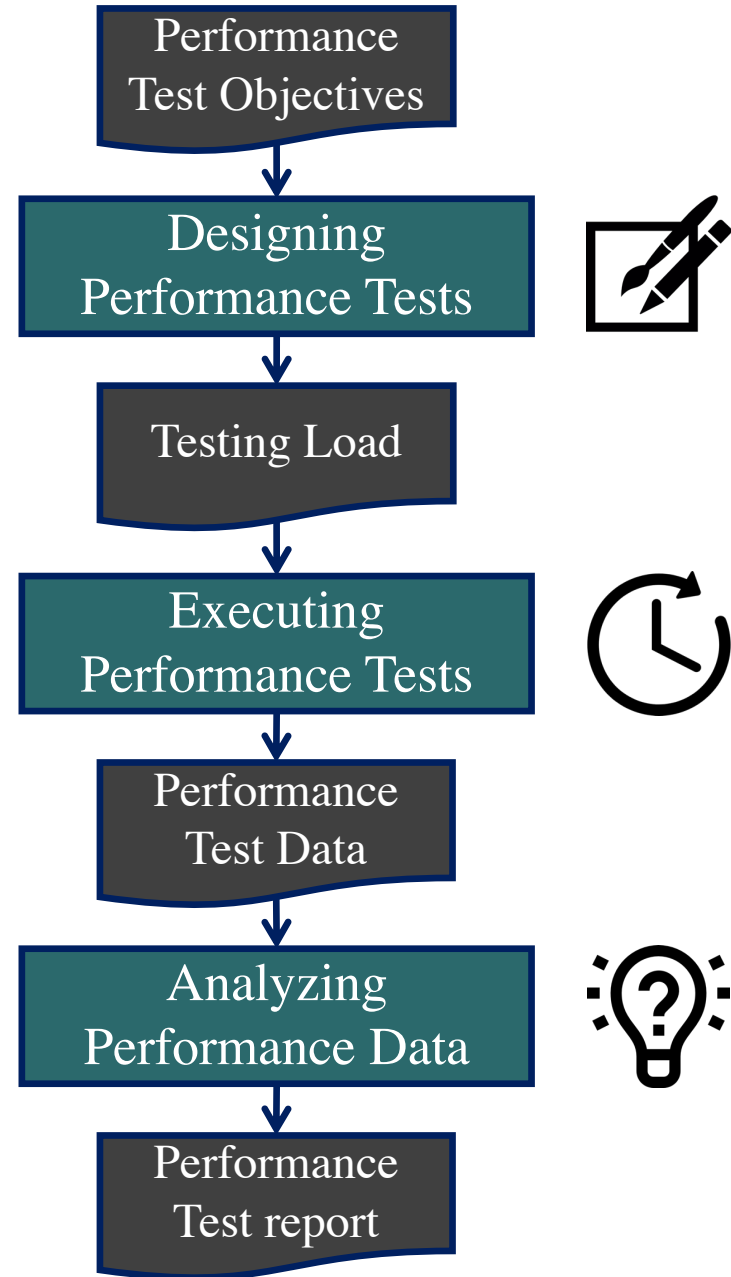 Performance
Test Objectives
Designing
Performance Tests
Testing Load
Executing
Performance Tests
Performance
Test Data
Analyzing
Performance Data
Performance
Test report